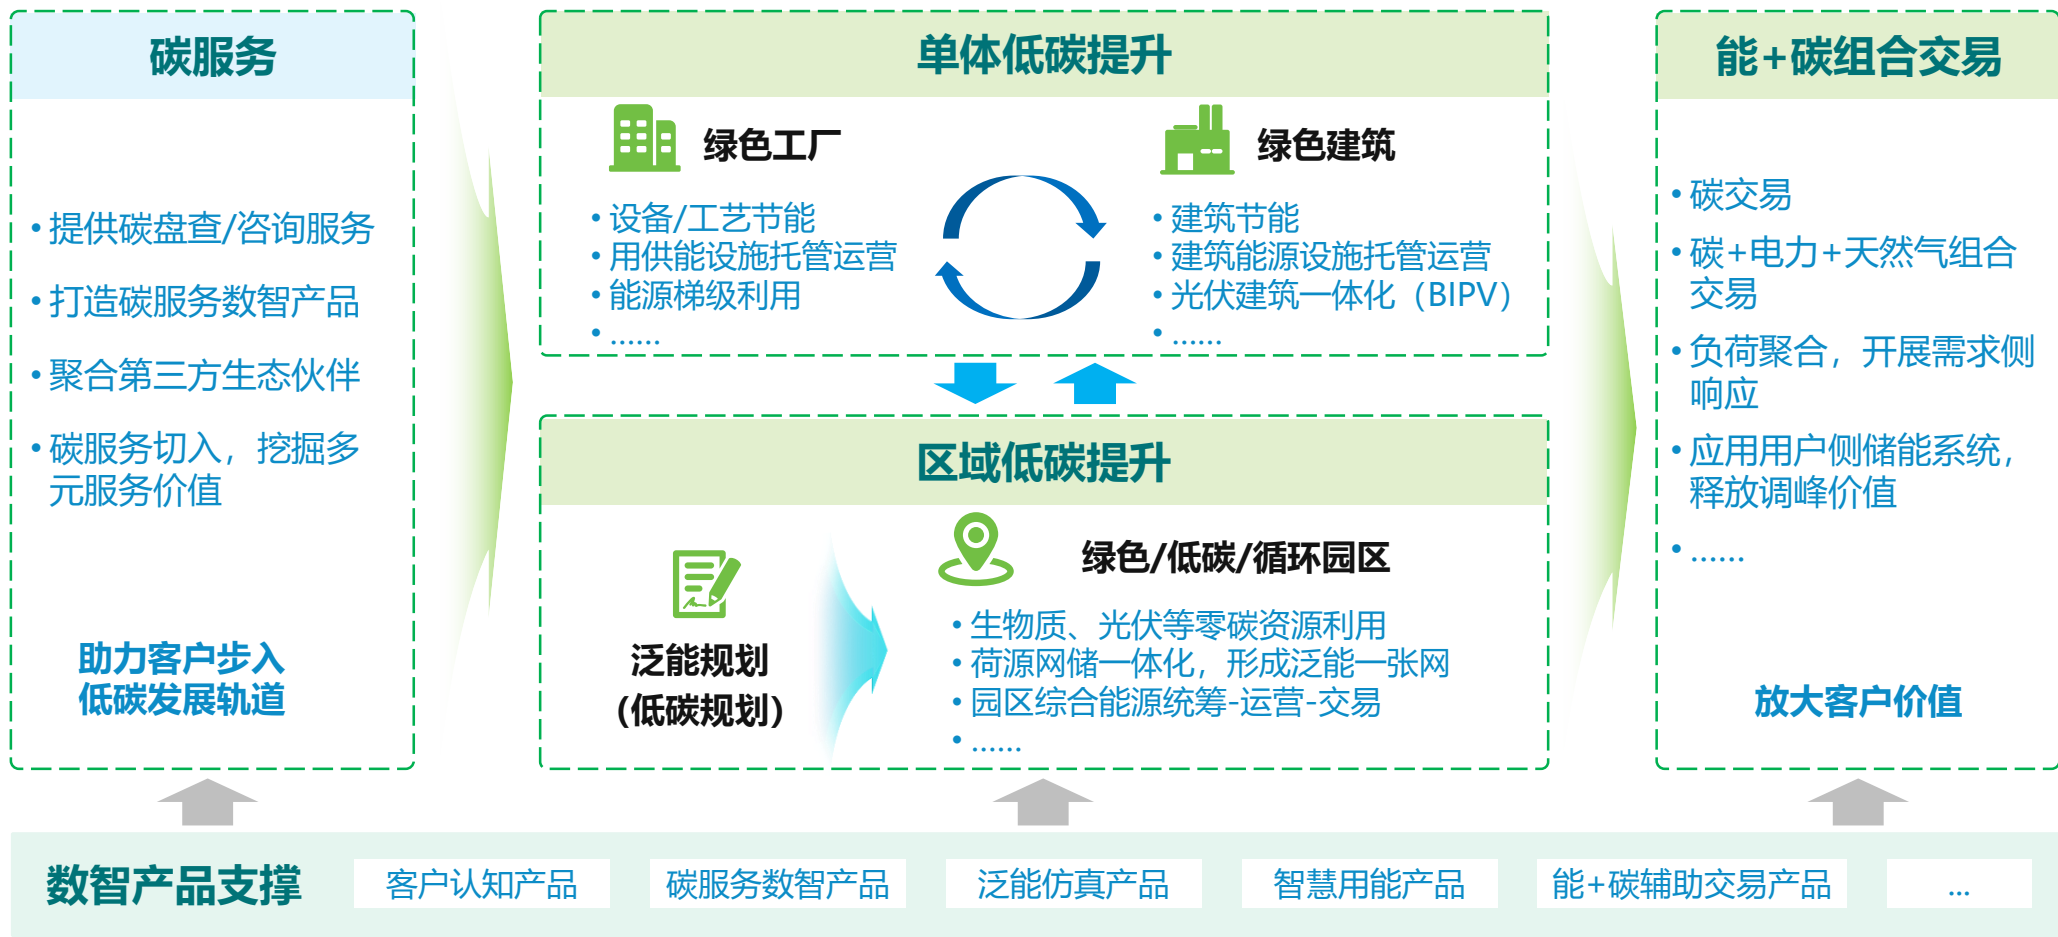 碳服务
• 提供碳盘查/咨询服务
• 打造碳服务数智产品
• 聚合第三方生态伙伴
• 碳服务切入，挖掘多
元服务价值
助力客户步入
低碳发展轨道
单体低碳提升
绿色工厂
• 设备/工艺节能
• 用供能设施托管运营
• 能源梯级利用
• ......
绿色建筑
• 建筑节能
• 建筑能源设施托管运营
• 光伏建筑一体化（BIPV）
• ......
区域低碳提升
泛能规划
（低碳规划）
绿色/低碳/循环园区
• 生物质、光伏等零碳资源利用
• 荷源网储一体化，形成泛能一张网
• 园区综合能源统筹-运营-交易
• ......
能+碳组合交易
• 碳交易
• 碳+电力+天然气组合
交易
• 负荷聚合，开展需求侧
响应
• 应用用户侧储能系统，
释放调峰价值
• ......
放大客户价值
数智产品支撑
客户认知产品
碳服务数智产品
泛能仿真产品
智慧用能产品
能+碳辅助交易产品
...